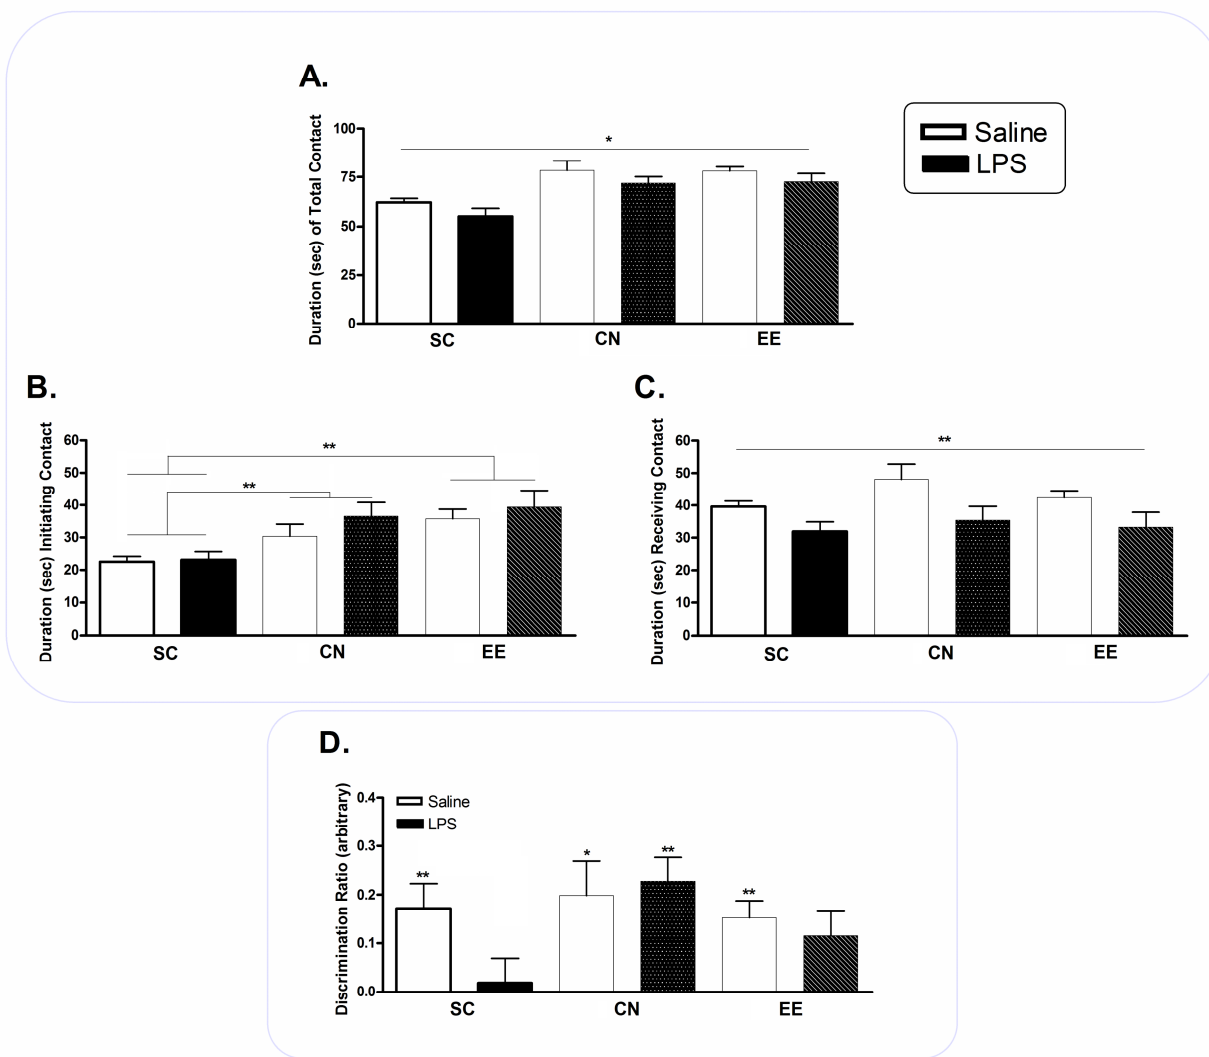 A.
Saline
LPS
Duration (sec) of Total Contact
100
75
50
25
0
*
SC
CN
EE
B.
Duration (sec) Initiating Contact
60
50
40
30
20
10
0
**
**
SC
CN
EE
C.
Duration (sec) Receiving Contact
60
50
40
30
20
10
0
**
SC
CN
EE
D.
Discrimination Ratio (arbitrary)
0.4
0.3
0.2
0.1
0.0
Saline
LPS
**
*
**
**
SC
CN
EE